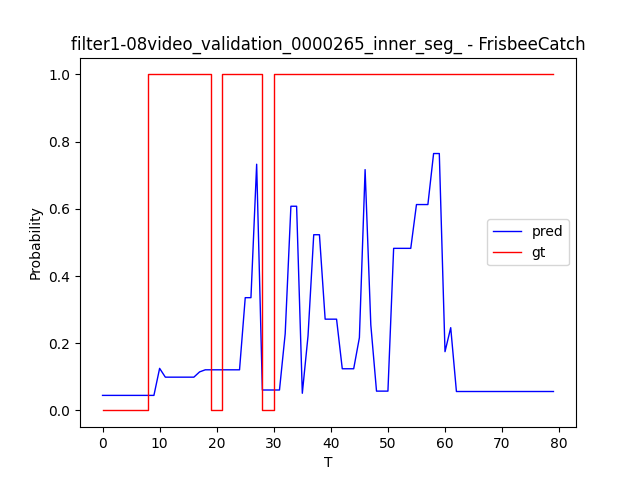 filter1-08video_validation_0000265_inner_seg_ - FrisbeeCatch
1.0
0.8
0.6
0.4
0.2
0.0
Probability
pred
gt
0 10 20 30 40 50 60 70 80
T